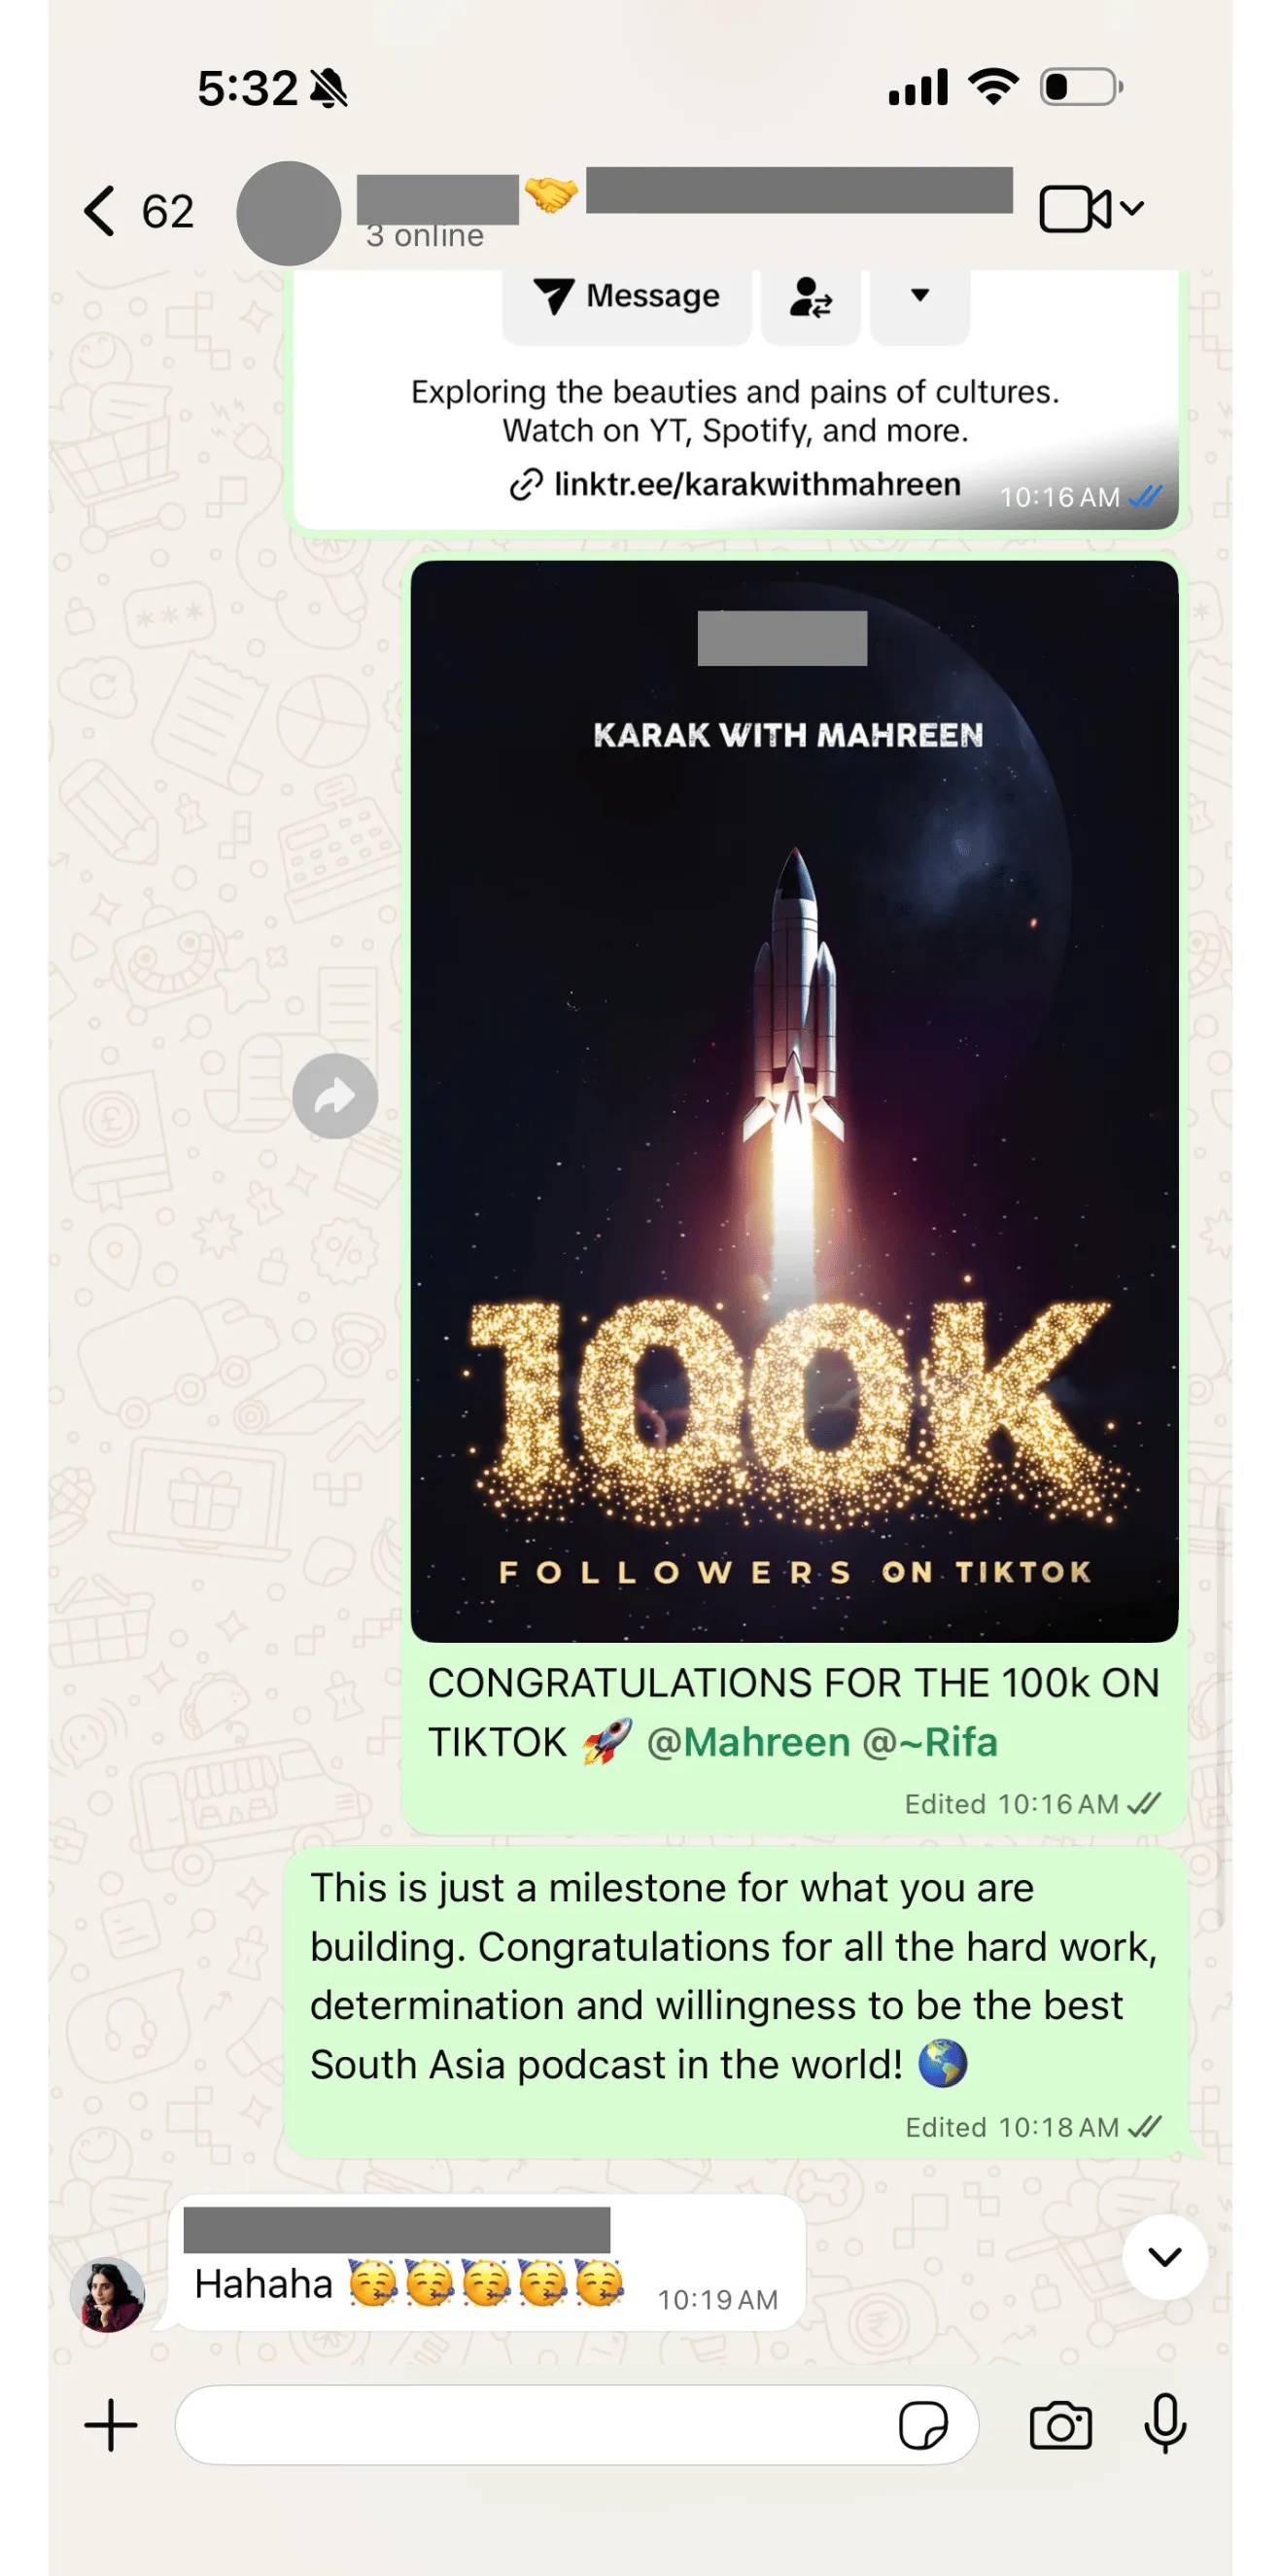 5:32
62
3 online
Message
Exploring the beauties and pains of cultures.
Watch on YT, Spotify, and more.
linktr.ee/karakwithmahreen
10:16 AM
KARAK WITH MAHREEN
100K
FOLLOWERS ON TIKTOK
CONGRATULATIONS FOR THE 100k ON
TIKTOK 🚀 @Mahreen @~Rifa
Edited 10:16 AM
This is just a milestone for what you are
building. Congratulations for all the hard work,
determination and willingness to be the best
South Asia podcast in the world! 🌎
Edited 10:18 AM
Hahaha 🥳🥳🥳🥳🥳
10:19 AM